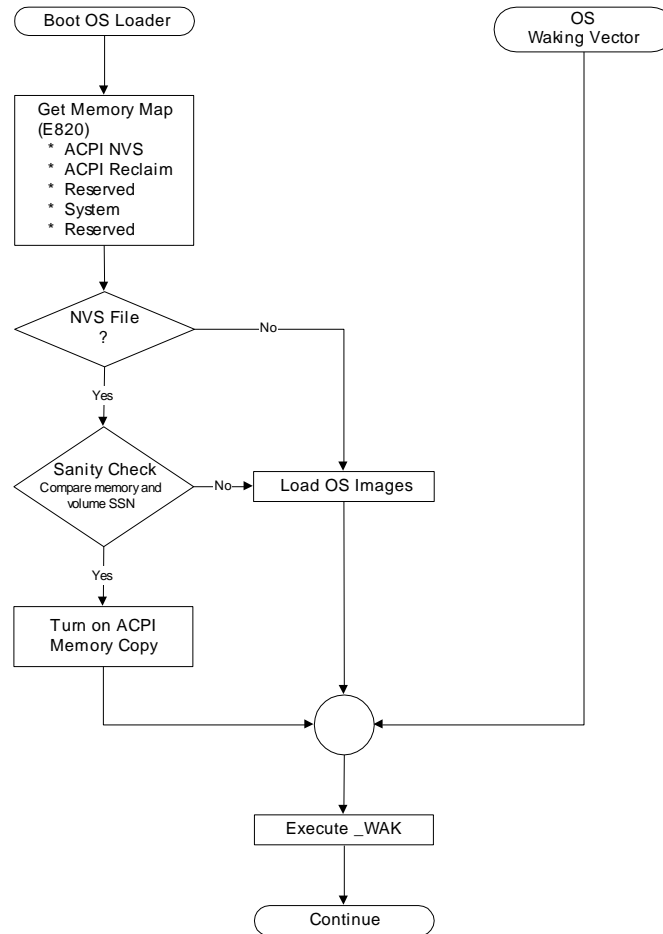 Boot OS Loader
OS
Waking Vector
Get Memory Map
(E820)
* ACPI NVS
* ACPI Reclaim
* Reserved
* System
* Reserved
NVS File
?
No
Yes
Sanity Check
Compare memory and
volume SSN
No
Load OS Images
Yes
Turn on ACPI
Memory Copy
Execute _WAK
Continue